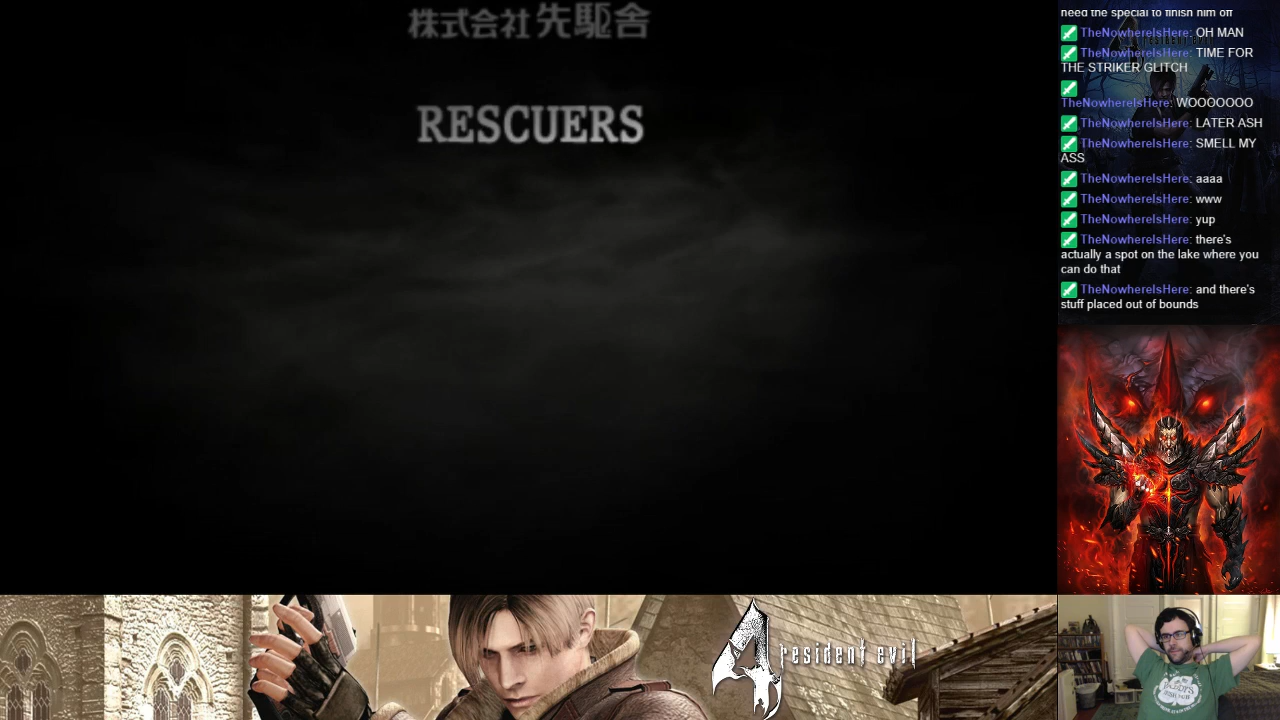 株式会社 先駆舎
RESCUERS
need the special to finish him off
TheNowhereIsHere: OH MAN
TheNowhereIsHere: TIME FOR
THE STRIKER GLITCH
TheNowhereIsHere: WOOOOOOO
TheNowhereIsHere: LATER ASH
TheNowhereIsHere: SMELL MY
ASS
TheNowhereIsHere: aaaa
TheNowhereIsHere: www
TheNowhereIsHere: yup
TheNowhereIsHere: there's
actually a spot on the lake where you
can do that
TheNowhereIsHere: and there's
stuff placed out of bounds
4 resident evil